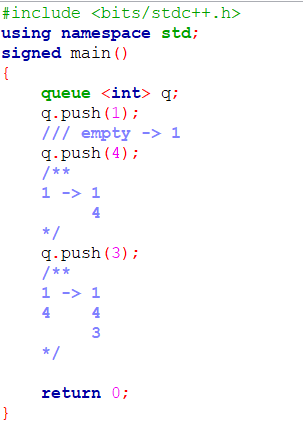 #include <bits/stdc++.h>
using namespace std;
signed main()
{
    queue <int> q;
    q.push(1);
    /// empty -> 1
    q.push(4);
    /**
    1 -> 1
         4
    */
    q.push(3);
    /**
    1 -> 1
    4    4
         3
    */

    return 0;
}